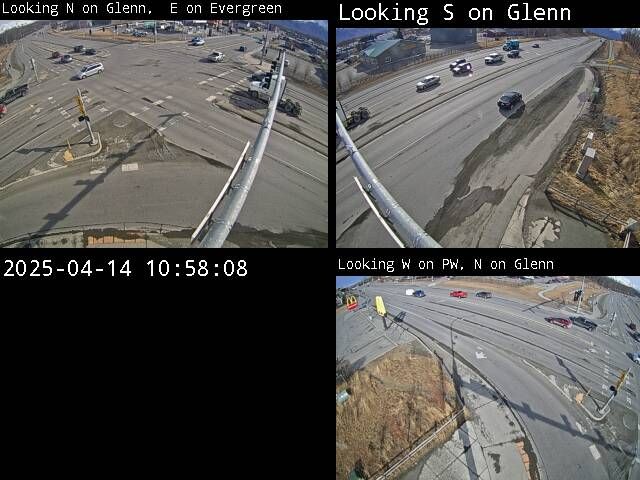 Looking N on Glenn, E on Evergreen
Looking S on Glenn
2025-04-14 10:58:08
Looking W on PW, N on Glenn